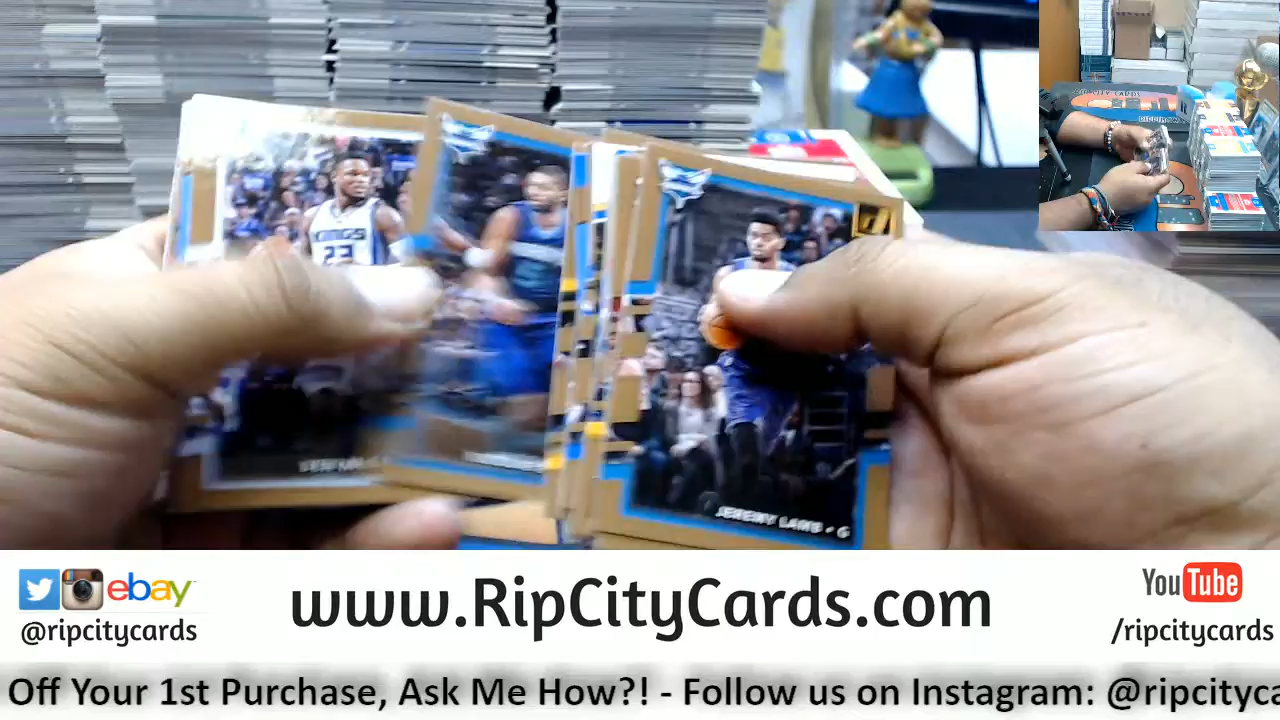 KINGS
23
JEREMY LAMB • G
ebay
@ripcitycards
www.RipCityCards.com
YouTube
/ripcitycards
Off Your 1st Purchase, Ask Me How?! - Follow us on Instagram: @ripcityca